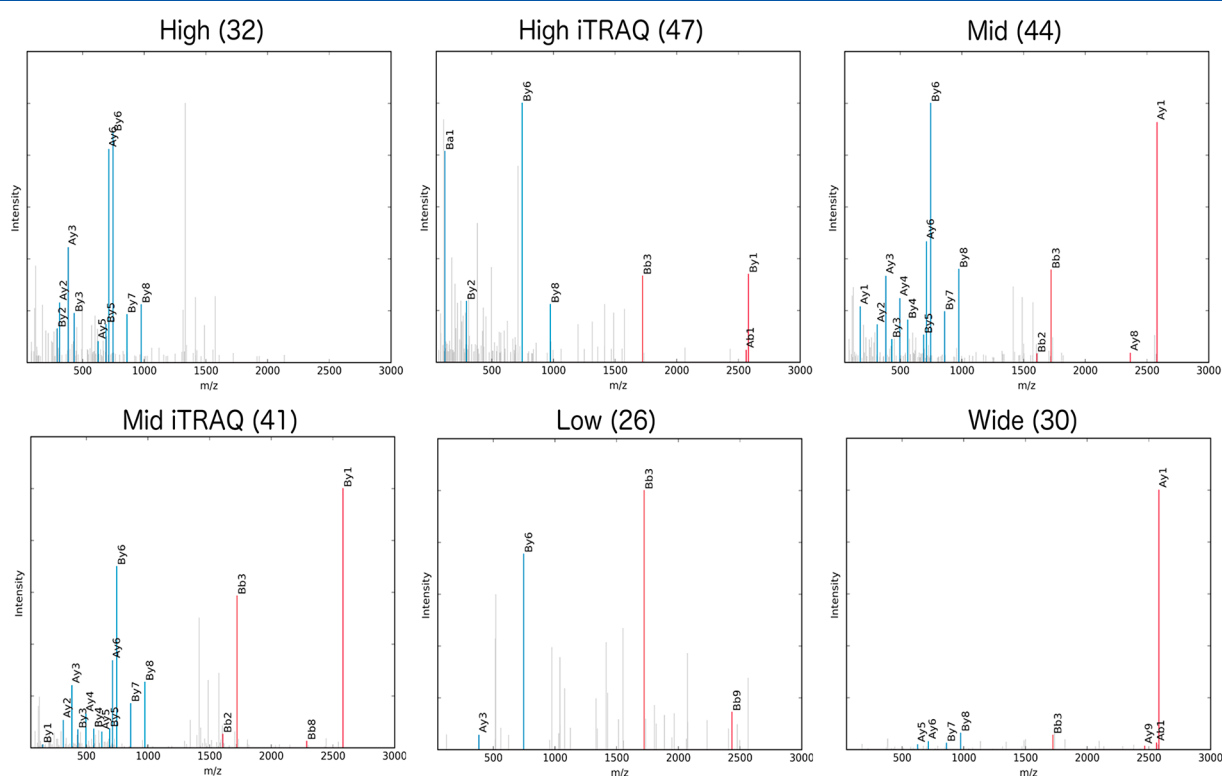 High (32)
Intensity
By2
Ay2
Ay3
By3
Ay5
By5
Ay6
By6
By7
By8
500 1000 1500 2000 2500 3000
m/z
High iTRAQ (47)
Intensity
Ba1
By2
By6
By8
Bb3
Ab1
By1
500 1000 1500 2000 2500 3000
m/z
Mid (44)
Intensity
Ay1
Ay2
Ay3
By3
Ay4
By4
By5
Ay6
By6
By7
By8
Bb2
Bb3
Ay8
Ay1
500 1000 1500 2000 2500 3000
m/z
Mid iTRAQ (41)
Intensity
By1
Ay2
Ay3
By3
Ay4
By4
Ay5
By5
Ay6
By6
By7
By8
Bb2
Bb3
Bb8
By1
500 1000 1500 2000 2500 3000
m/z
Low (26)
Intensity
Ay3
By6
Bb3
Bb9
500 1000 1500 2000 2500 3000
m/z
Wide (30)
Intensity
Ay5
Ay6
By7
By8
Bb3
Ay9
Ab1
Ay1
500 1000 1500 2000 2500 3000
m/z